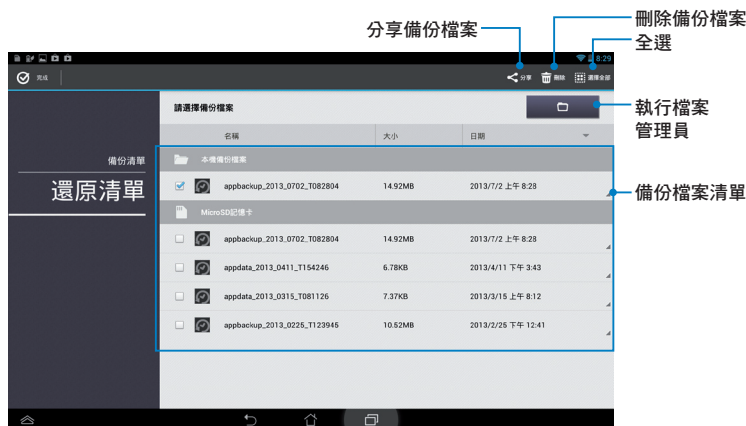 分享備份檔案
刪除備份檔案
全選
8:29
完成
分享
刪除
選擇全部
請選擇備份檔案
執行檔案
管理員
名稱
大小
日期
備份清單
還原清單
本機備份檔案
appbackup_2013_0702_T082804 14.92MB 2013/7/2 上午 8:28
備份檔案清單
MicroSD記憶卡
appbackup_2013_0702_T082804 14.92MB 2013/7/2 上午 8:28
appdata_2013_0411_T154246 6.78KB 2013/4/11 下午 3:43
appdata_2013_0315_T081126 7.37KB 2013/3/15 上午 8:12
appbackup_2013_0225_T123945 10.52MB 2013/2/25 下午 12:41